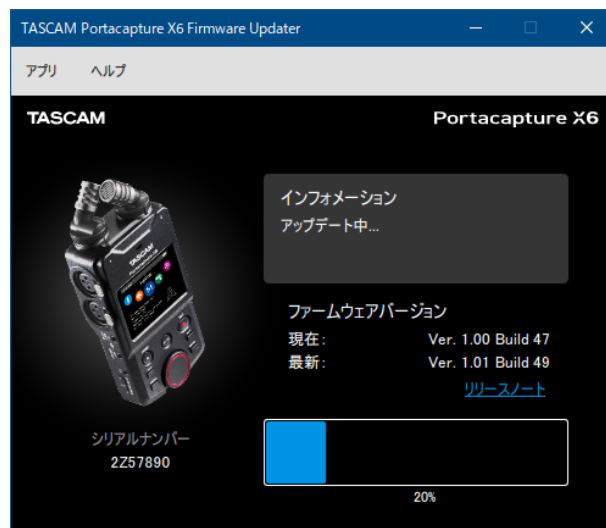 TASCAM Portacapture X6 Firmware Updater
アプリ ヘルプ
TASCAM
Portacapture X6
インフォメーション
アップデート中...
ファームウェアバージョン
現在: Ver. 1.00 Build 47
最新: Ver. 1.01 Build 49
リリースノート
シリアルナンバー
2Z57890
20%
TASCAM